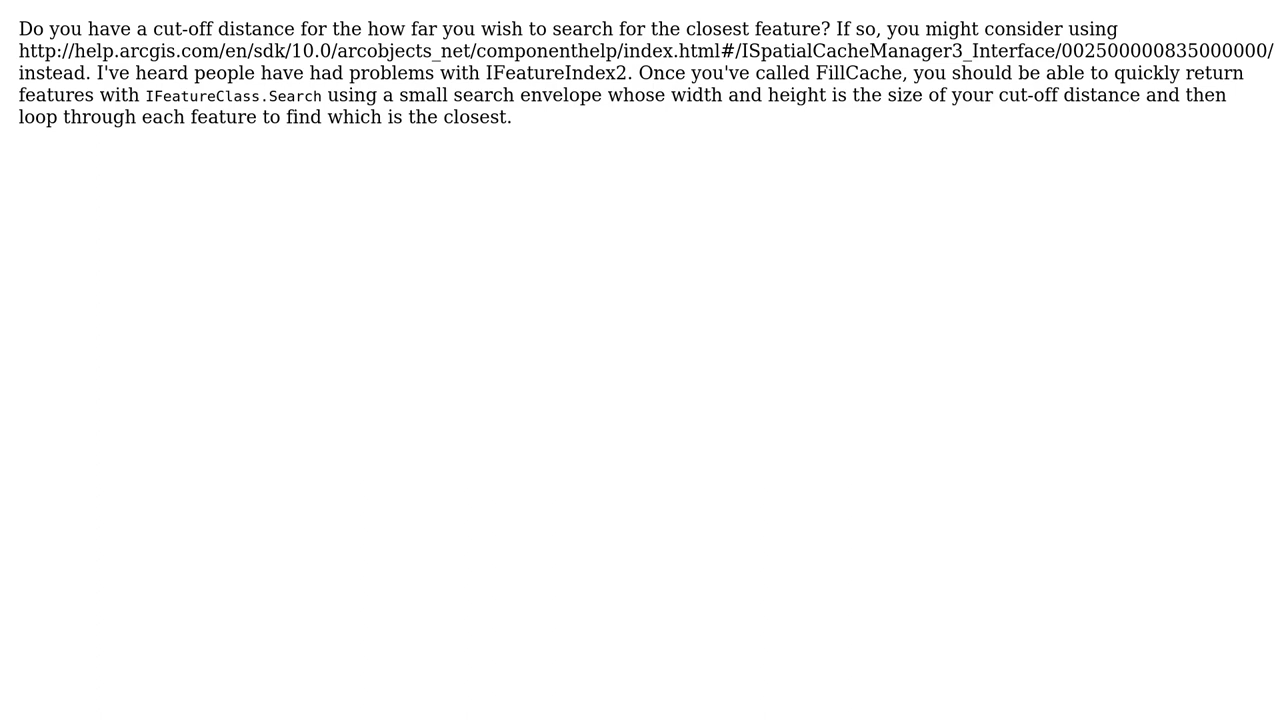 Do you have a cut-off distance for the how far you wish to search for the closest feature? If so, you might consider using
http://help.arcgis.com/en/sdk/10.0/arcobjects_net/componenthelp/index.html#/ISpatialCacheManager3_Interface/002500000835000000/
instead. I've heard people have had problems with IFeatureIndex2. Once you've called FillCache, you should be able to quickly return
features with IFeatureClass.Search using a small search envelope whose width and height is the size of your cut-off distance and then
loop through each feature to find which is the closest.